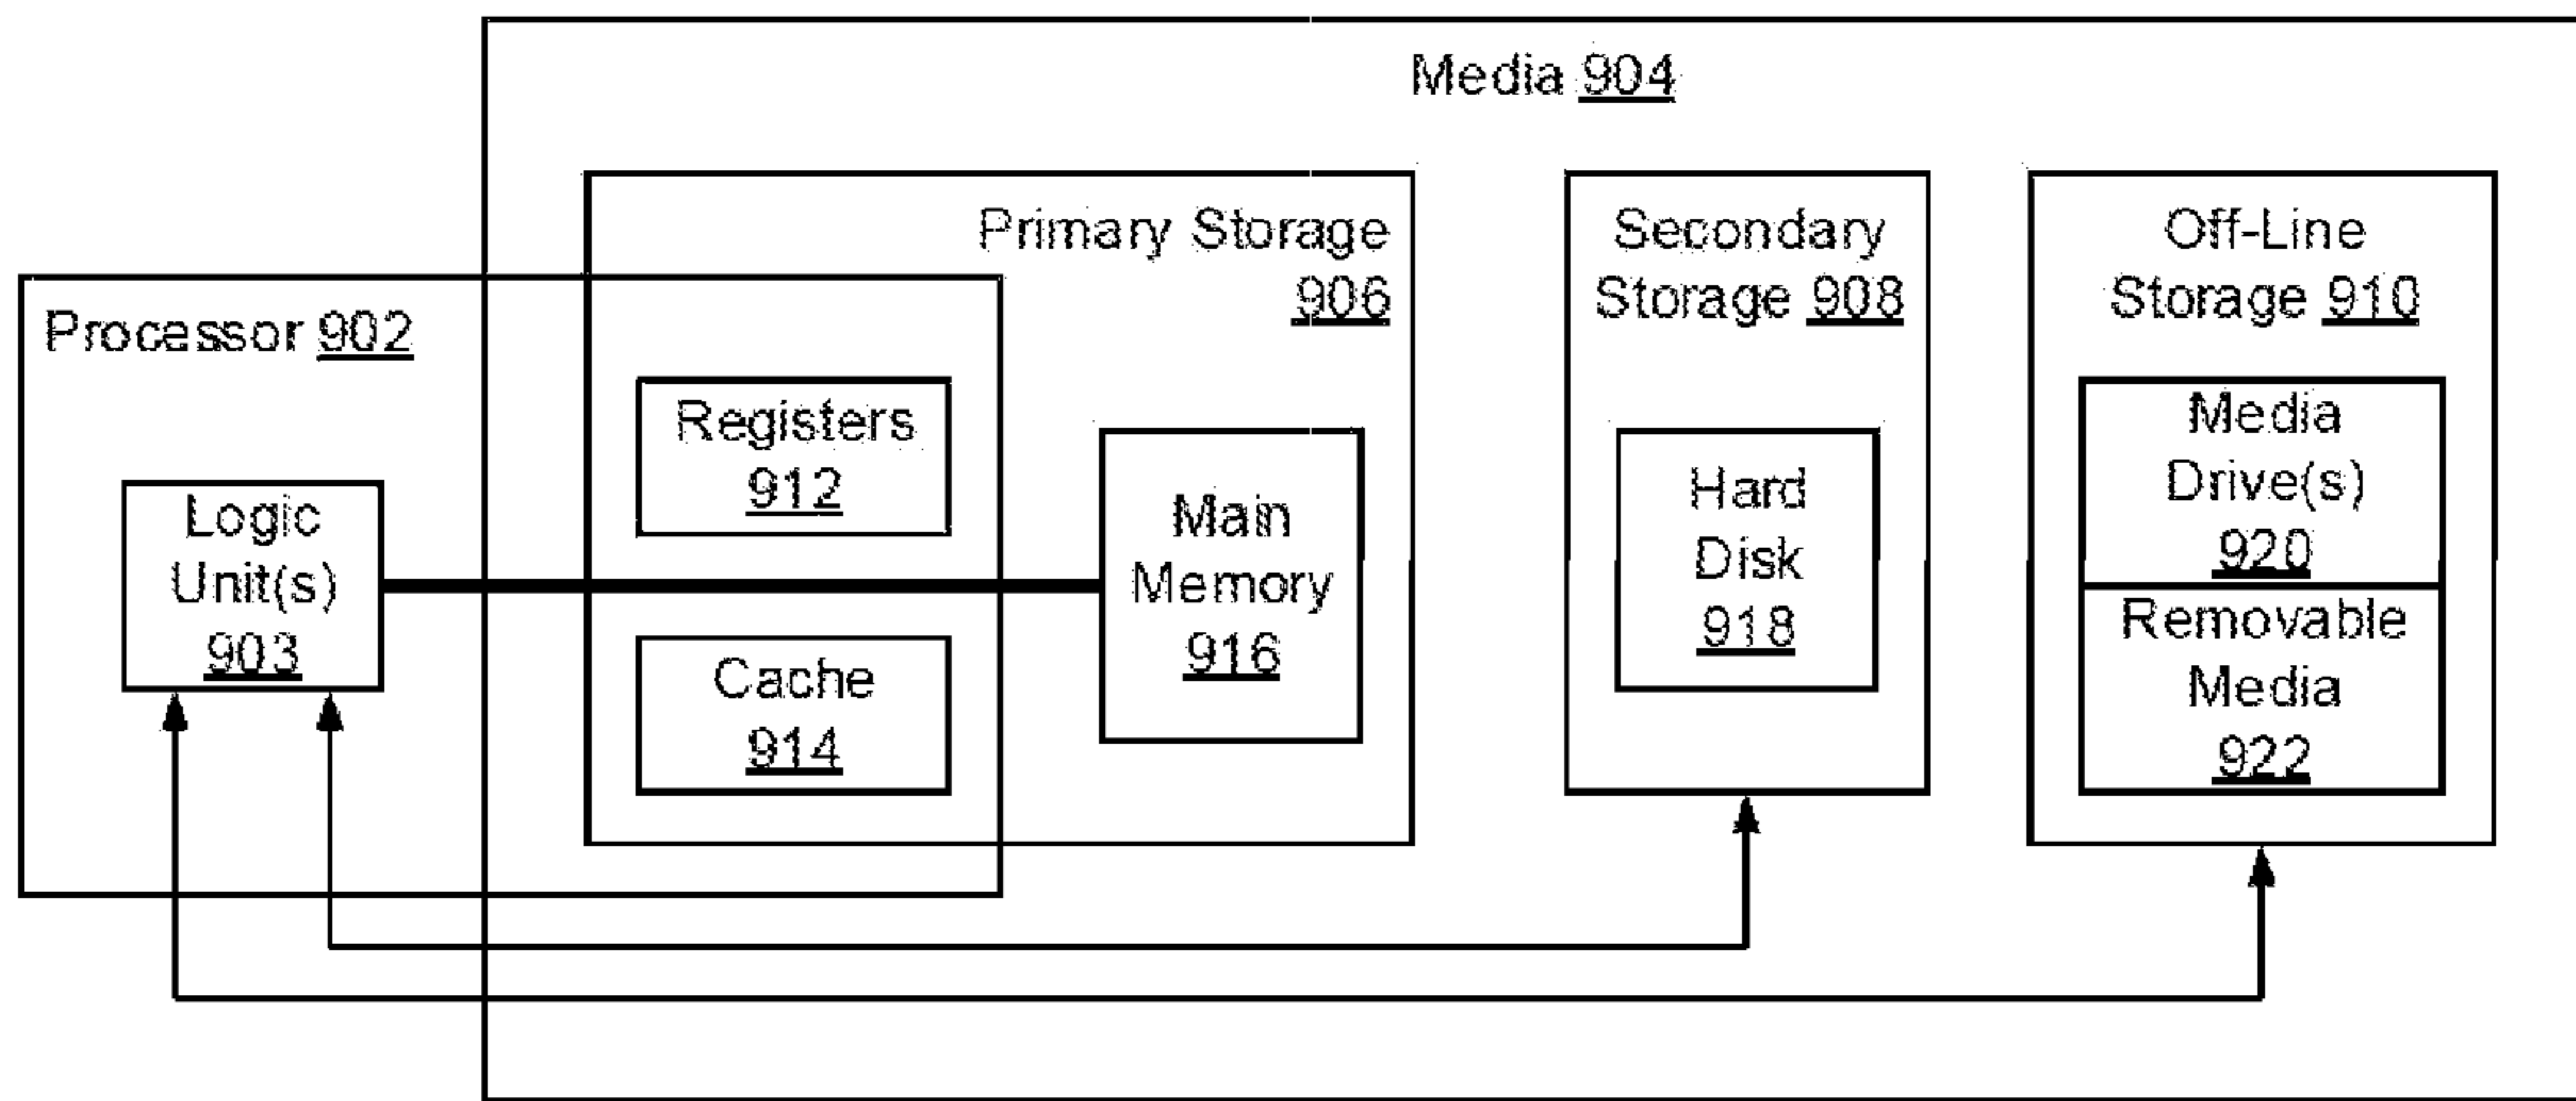 Media 904
Primary Storage
906
Secondary
Storage 908
Off-Line
Storage 910
Processor 902
Registers
912
Logic
Unit(s)
903
Cache
914
Main
Memory
916
Hard
Disk
918
Media
Drive(s)
920
Removable
Media
922